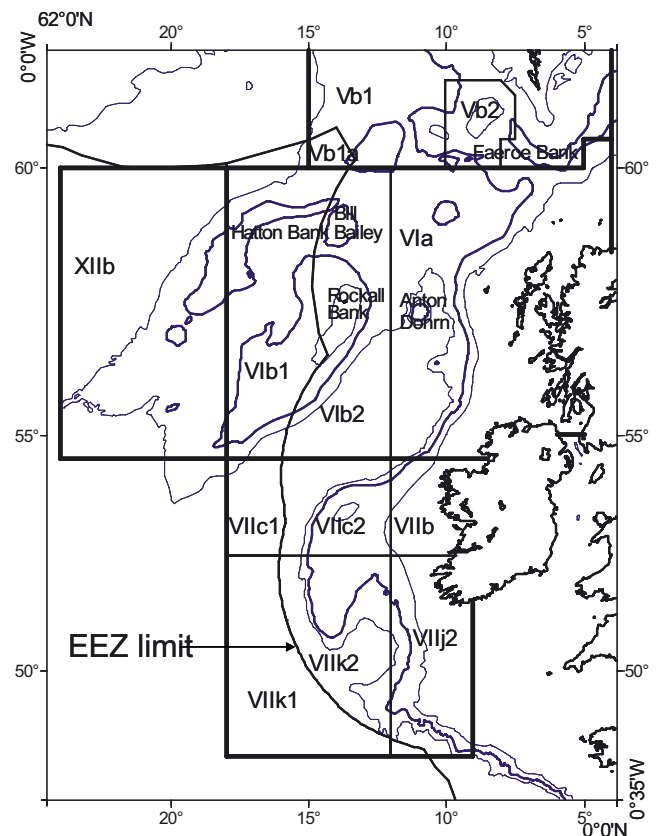 62°0'N
0°0'W
20°
15°
10°
5°
Vb1
Vb2
Vb1a
Faeroe Bank
60°
60°
Bill
Hatton Bank Bailey
VIa
XIIb
Rockall
Bank
Anton
Dohrn
VIb1
VIb2
55°
55°
VIIc1
VIIc2
VIIb
EEZ limit
VIIj2
VIIk2
50°
50°
VIIk1
20°
15°
10°
5°
0°35'W
0°0'N